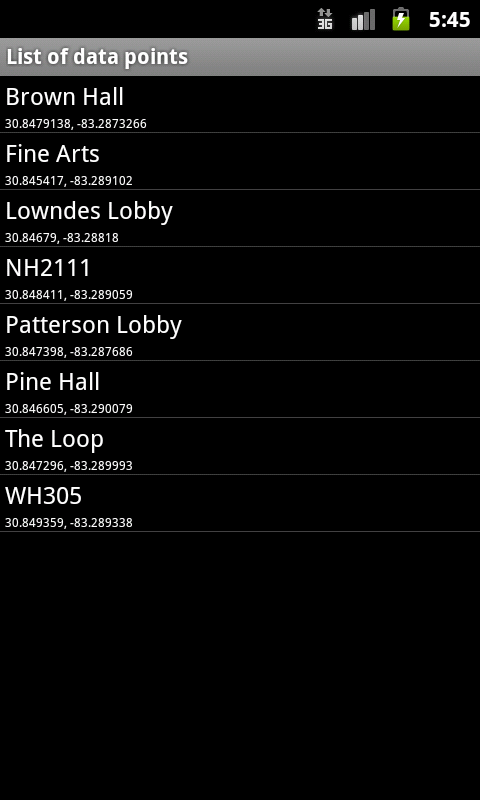 3G 5:45
List of data points
Brown Hall
30.8479138, -83.2873266
Fine Arts
30.845417, -83.289102
Lowndes Lobby
30.84679, -83.28818
NH2111
30.848411, -83.289059
Patterson Lobby
30.847398, -83.287686
Pine Hall
30.846605, -83.290079
The Loop
30.847296, -83.289993
WH305
30.849359, -83.289338